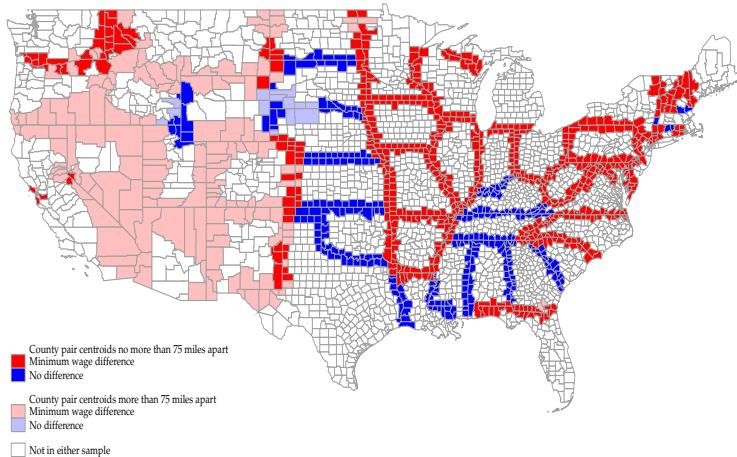 County pair centroids no more than 75 miles apart
Minimum wage difference
No difference
County pair centroids more than 75 miles apart
Minimum wage difference
No difference
Not in either sample